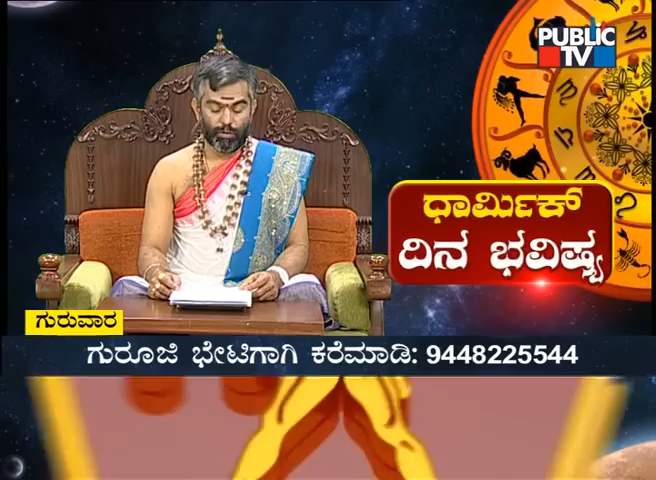 PUBLIC
TV
ಧಾರ್ಮಿಕ್
ದಿನ ಭವಿಷ್ಯ
ಗುರುವಾರ
ಗುರೂಜಿ ಭೇಟಿಗಾಗಿ ಕರೆಮಾಡಿ: 9448225544